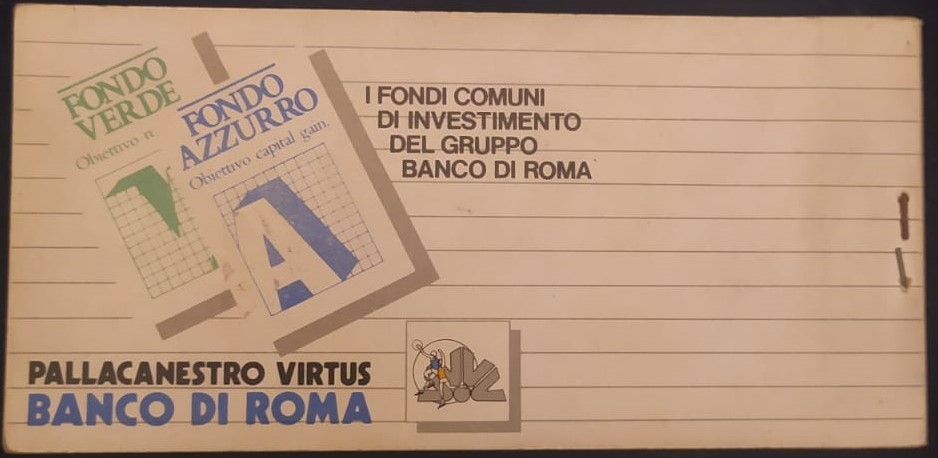 FONDO
VERDE
Obiettivo
FONDO
AZZURRO
Obiettivo capital gain.
V
A
I FONDI COMUNI
DI INVESTIMENTO
DEL GRUPPO
BANCO DI ROMA
PALLACANESTRO VIRTUS
BANCO DI ROMA